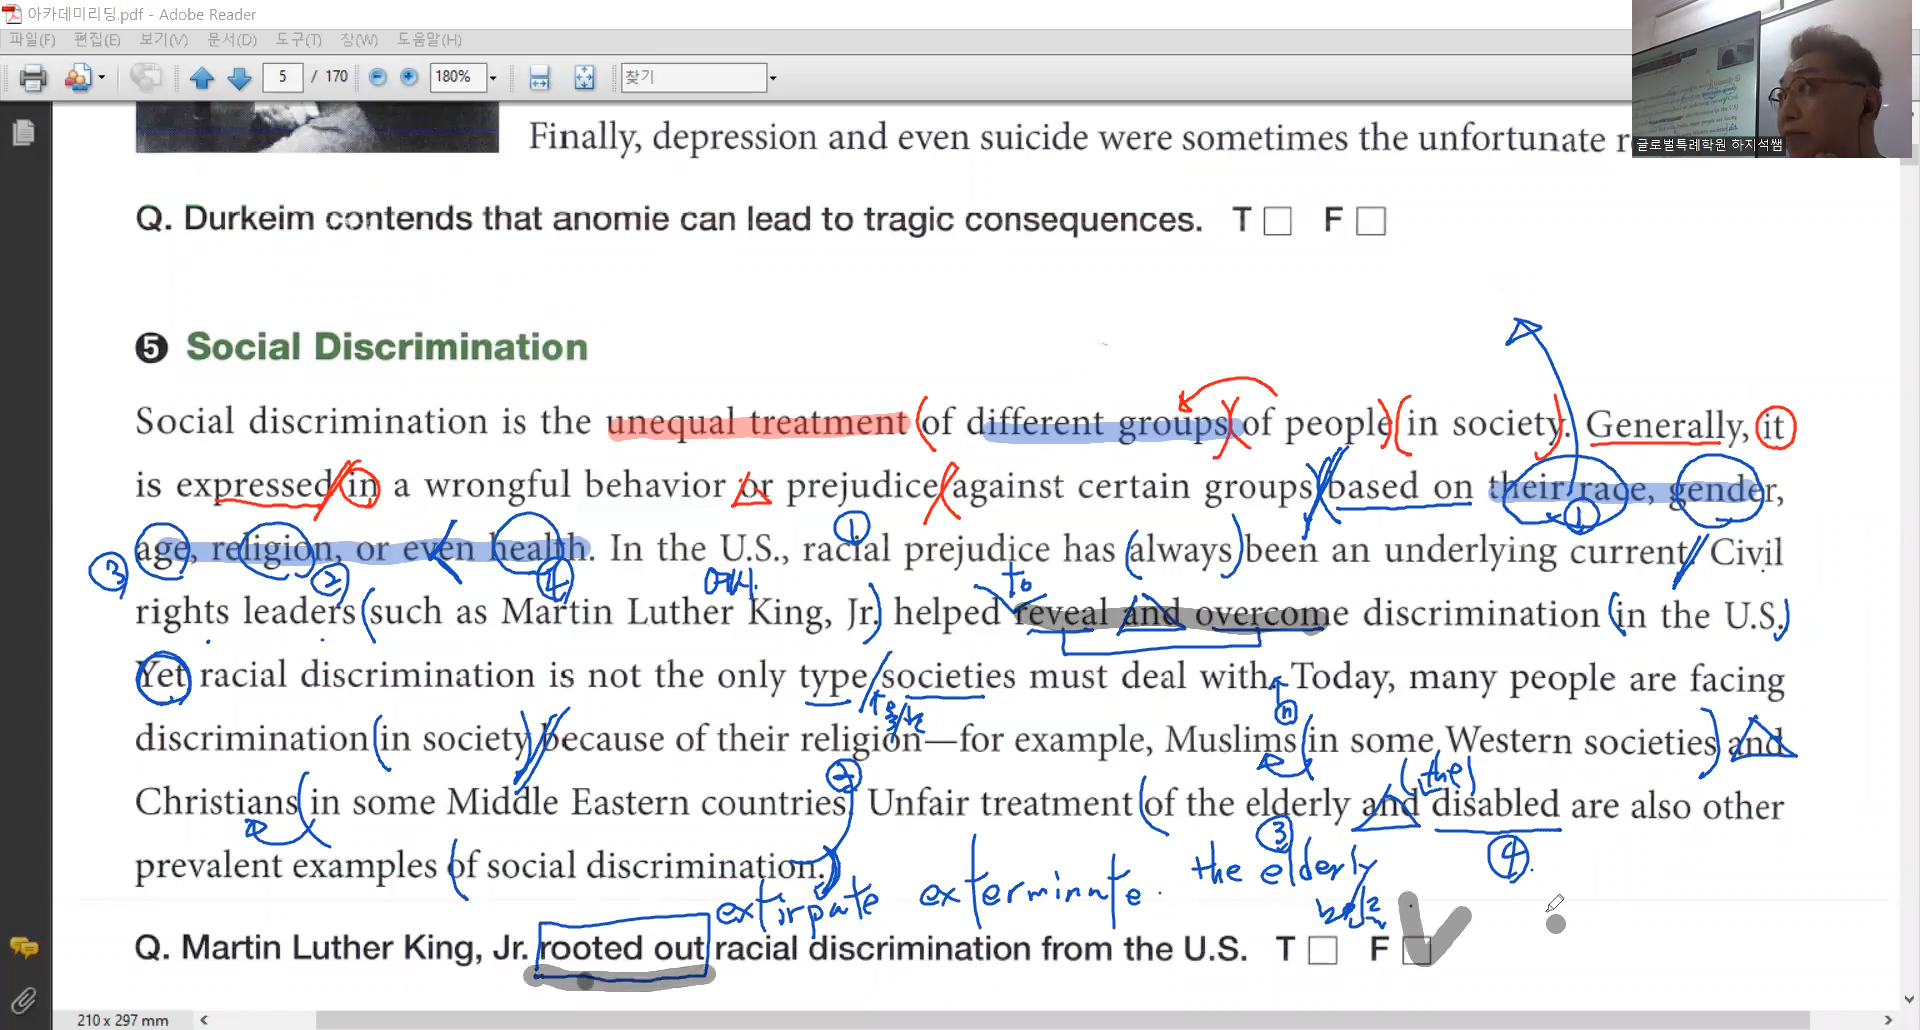 아카데미리딩.pdf - Adobe Reader
파일(F) 편집(E) 보기(V) 문서(D) 도구(T) 창(W) 도움말(H)
5 / 170 180% 찾기
글로벌특례학원 하지석쌤
Finally, depression and even suicide were sometimes the unfortunate
Q. Durkeim contends that anomie can lead to tragic consequences. T F
5 Social Discrimination
Social discrimination is the unequal treatment of different groups of people in society. Generally, it
is expressed in a wrongful behavior or prejudice against certain groups based on their race, gender,
①
①
age, religion, or even health. In the U.S., racial prejudice has always been an underlying current. Civil
③ ② ④ to
rights leaders (such as Martin Luther King, Jr.) helped reveal and overcome discrimination in the U.S.
Yet racial discrimination is not the only type societies must deal with. Today, many people are facing
n
discrimination in society because of their religion—for example, Muslims in some Western societies and
② (the)
Christians in some Middle Eastern countries. Unfair treatment of the elderly and disabled are also other
③ ④
prevalent examples of social discrimination.
extirpate exterminate. the elderly
Q. Martin Luther King, Jr. rooted out racial discrimination from the U.S. T F
210 x 297 mm